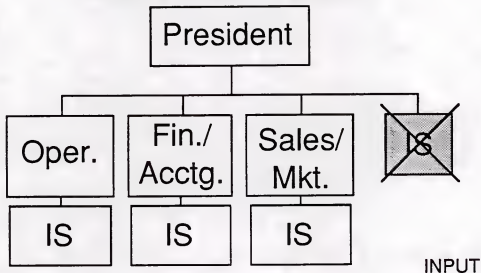 President
Oper.
Fin./
Acctg.
Sales/
Mkt.
IS
IS
IS
IS
INPUT